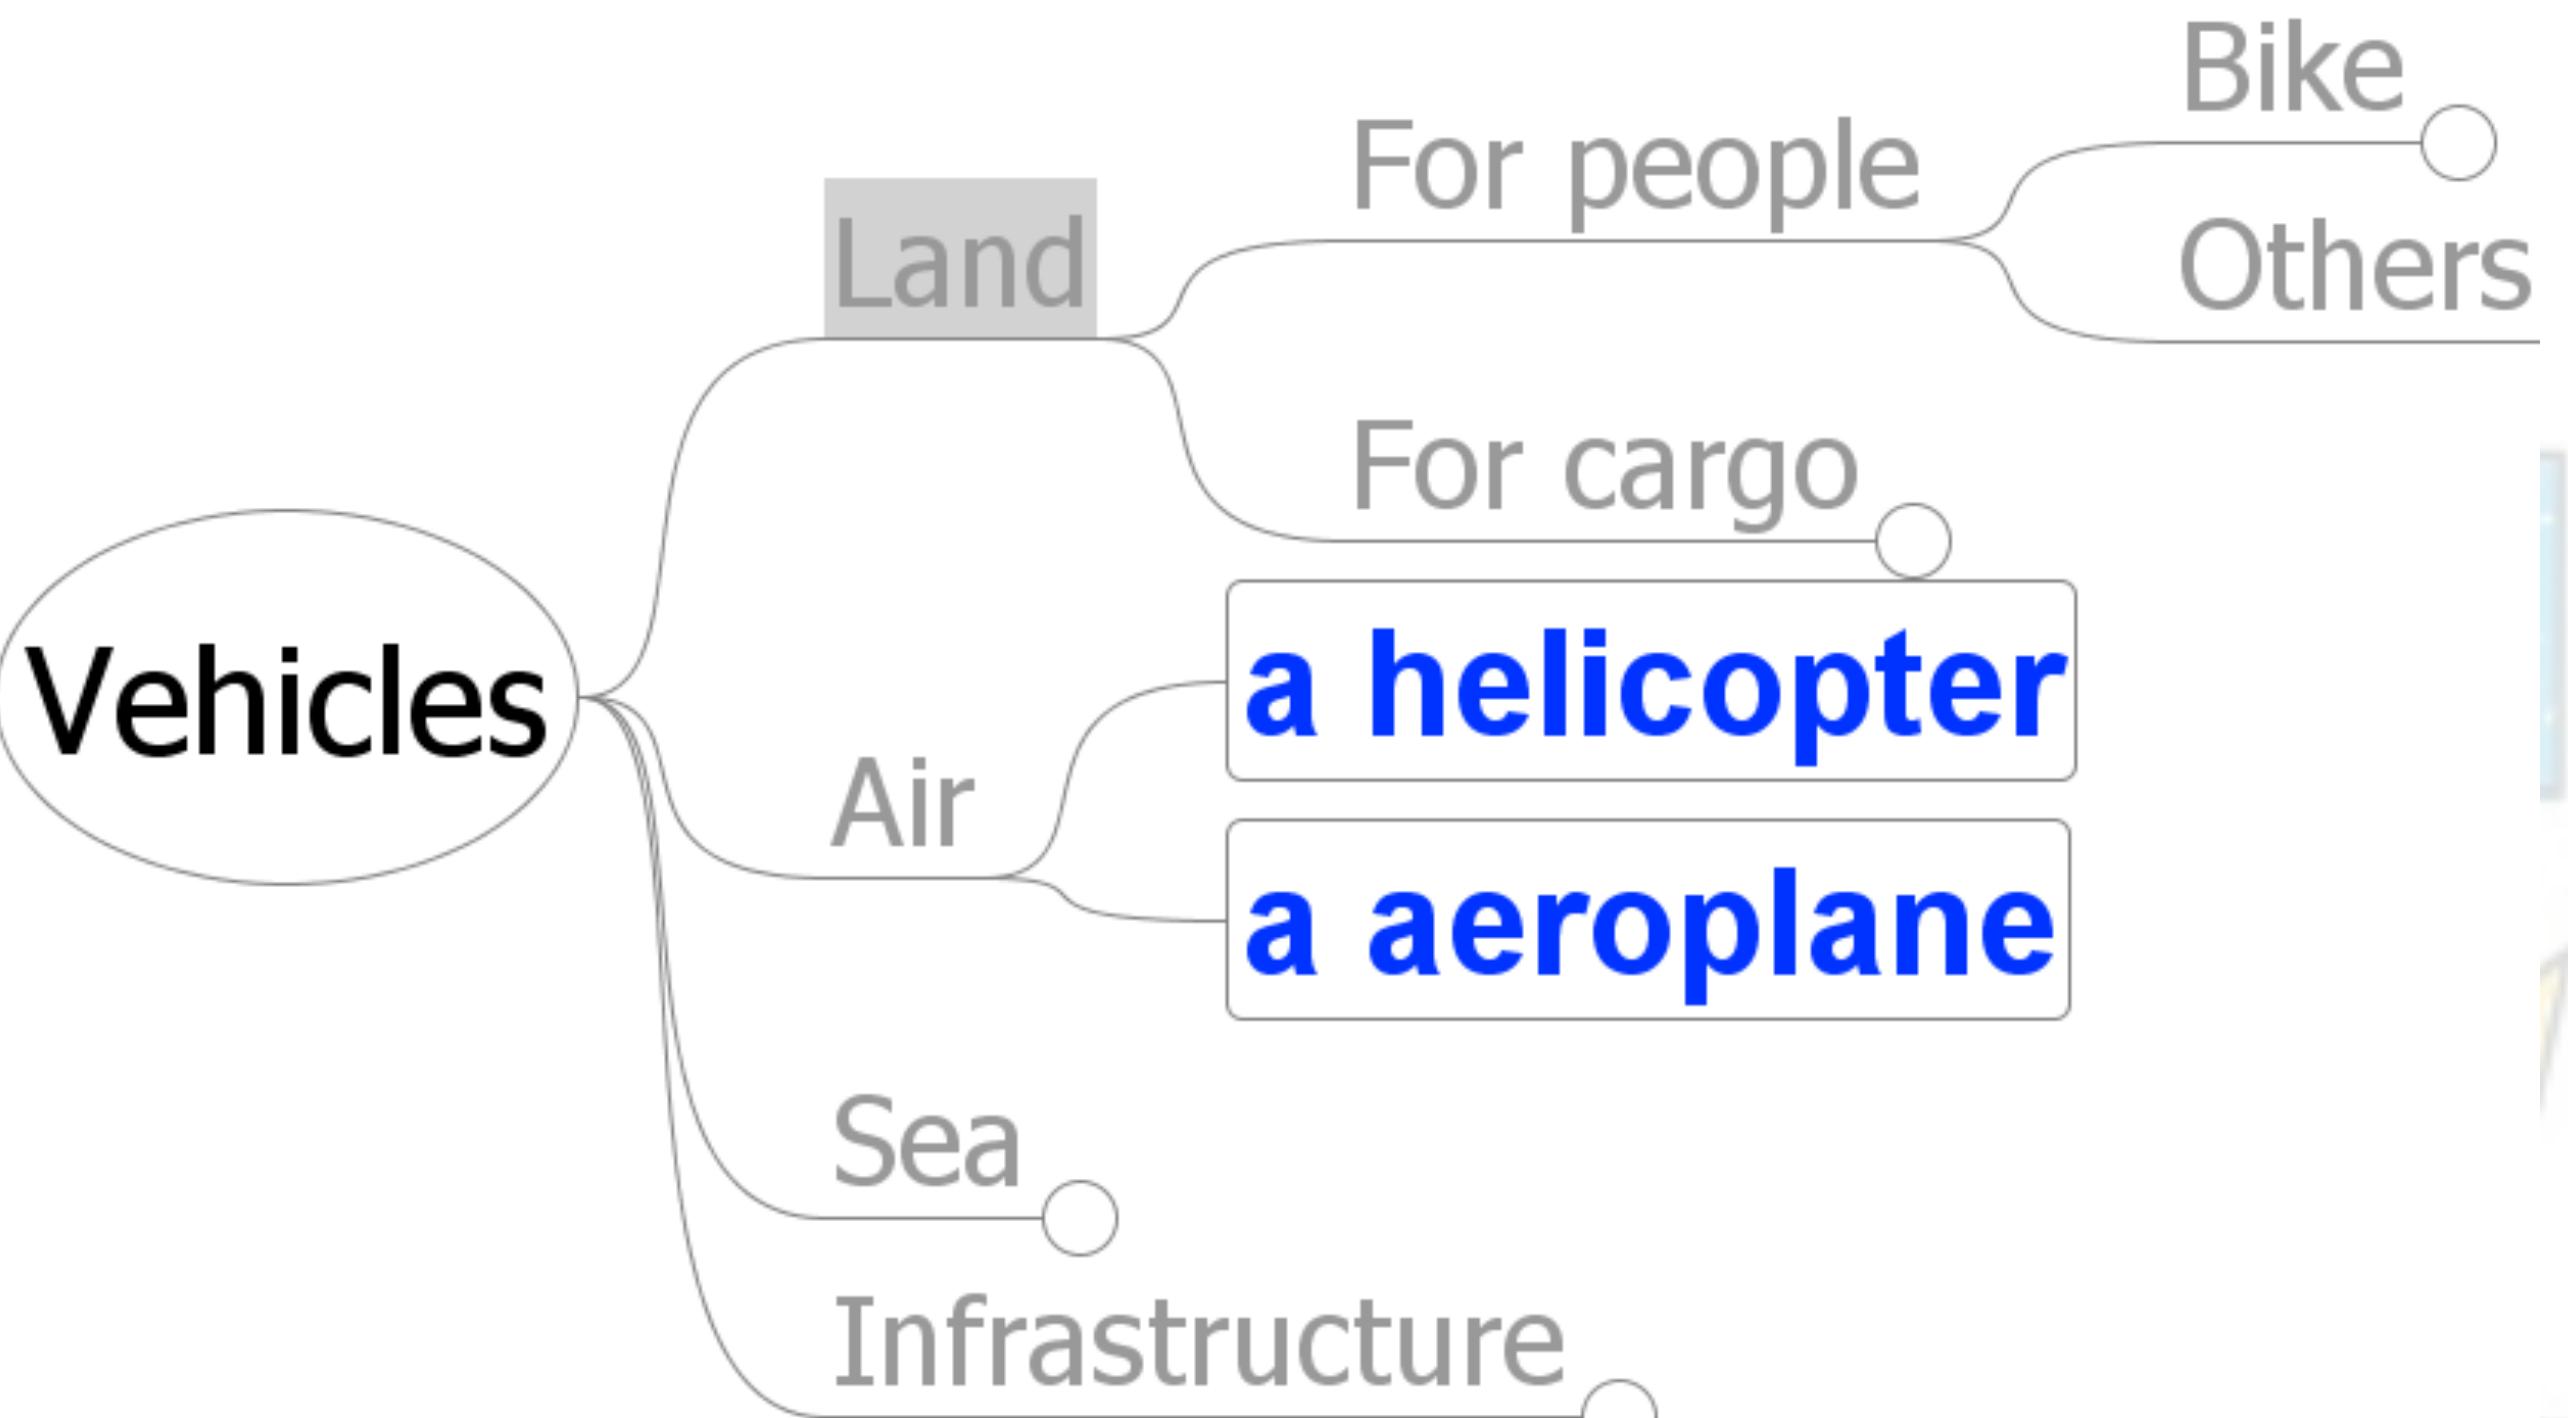 Bike
For people
Others
Land
For cargo
a helicopter
Vehicles
Air
a aeroplane
Sea
Infrastructure